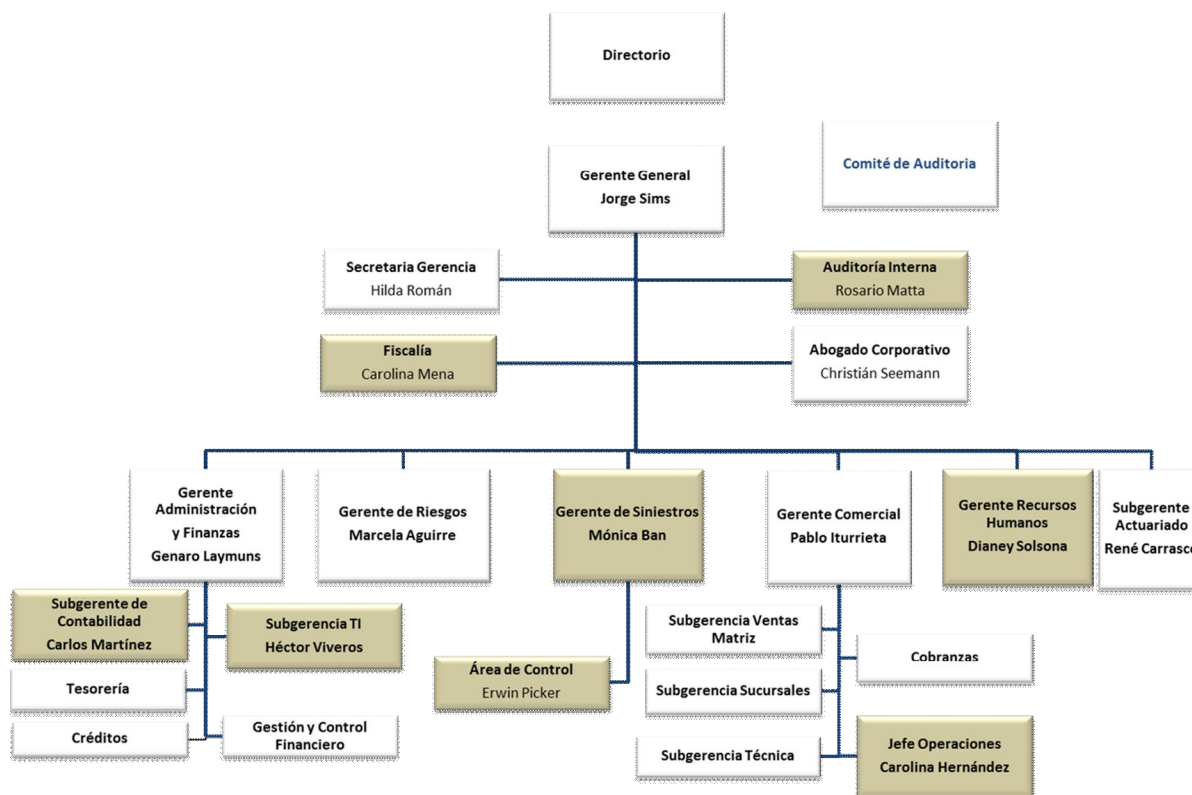 Directorio
Comité de Auditoria
Gerente General
Jorge Sims
Secretaria Gerencia
Hilda Román
Auditoría Interna
Rosario Matta
Fiscalía
Carolina Mena
Abogado Corporativo
Christián Seemann
Gerente
Administración
y Finanzas
Genaro Laymuns
Gerente de Riesgos
Marcela Aguirre
Gerente de Siniestros
Mónica Ban
Gerente Comercial
Pablo Iturrieta
Gerente Recursos
Humanos
Dianey Solsona
Subgerente
Actuariado
René Carrasc
Subgerente de
Contabilidad
Carlos Martínez
Subgerencia TI
Héctor Viveros
Tesorería
Créditos
Gestión y Control
Financiero
Área de Control
Erwin Picker
Subgerencia Ventas
Matriz
Cobranzas
Subgerencia Sucursales
Subgerencia Técnica
Jefe Operaciones
Carolina Hernández